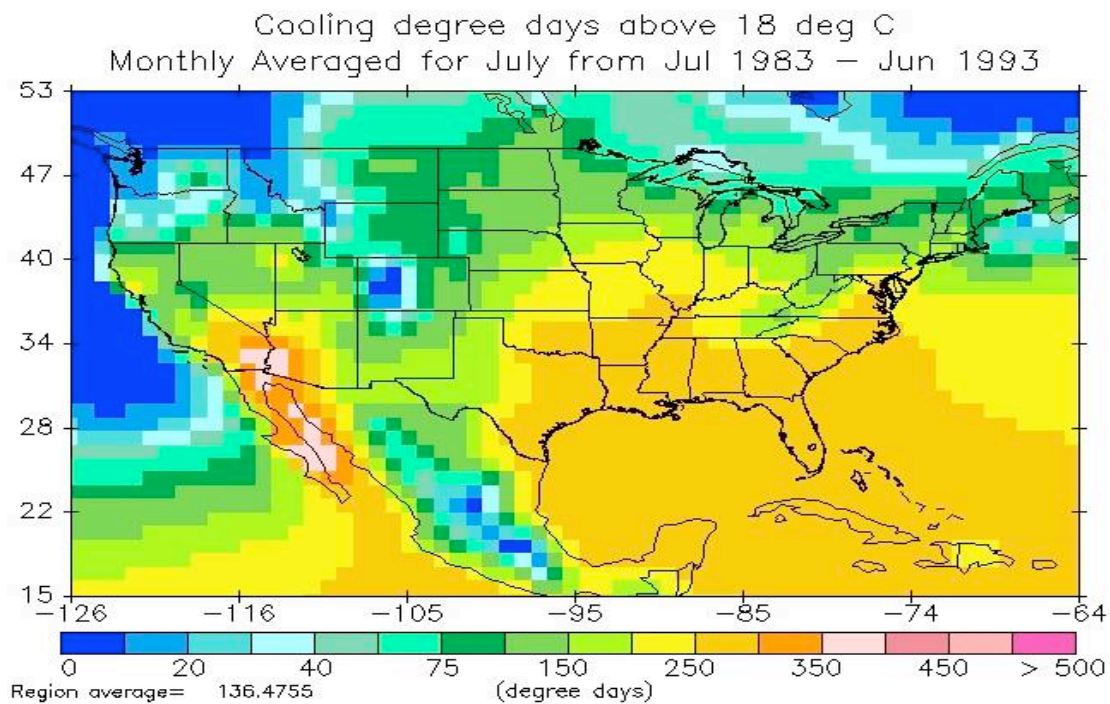 Cooling degree days above 18 deg C
Monthly Averaged for July from Jul 1983 - Jun 1993
53
47
40
34
28
22
15
-126 -116 -105 -95 -85 -74 -64
0 20 40 75 150 250 350 450 > 500
Region average= 136.4755 (degree days)